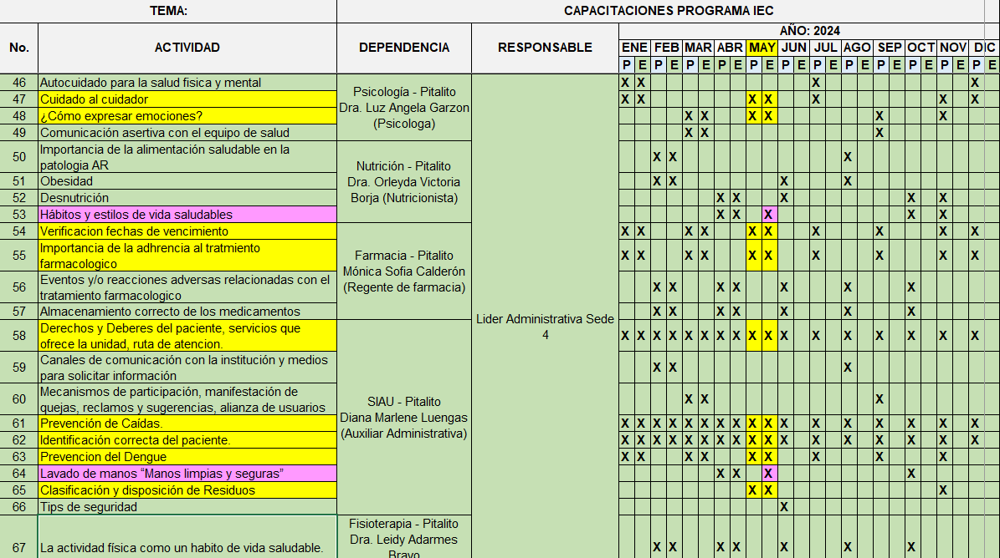 TEMA: CAPACITACIONES PROGRAMA IEC
No. ACTIVIDAD DEPENDENCIA RESPONSABLE AÑO: 2024
ENE FEB MAR ABR MAY JUN JUL AGO SEP OCT NOV DIC
P E P E P E P E P E P E P E P E P E P E P E P E
46 Autocuidado para la salud fisica y mental X X X X
47 Cuidado al cuidador X X X X X X X
48 ¿Cómo expresar emociones? X X X X X X
49 Comunicación asertiva con el equipo de salud X X X
Psicología - Pitalito
Dra. Luz Angela Garzon
(Psicologa)
50 Importancia de la alimentación saludable en la
patologia AR X X X
51 Obesidad X X X X
52 Desnutrición X X X X X
53 Hábitos y estilos de vida saludables X X X X X
Nutrición - Pitalito
Dra. Orleyda Victoria
Borja (Nutricionista)
54 Verificacion fechas de vencimiento X X X X X X X X X X
55 Importancia de la adhrencia al tratmiento
farmacologico X X X X X X X X X X
56 Eventos y/o reacciones adversas relacionadas con el
tratamiento farmacologico X X X X X X X
57 Almacenamiento correcto de los medicamentos X X X X X X X
Farmacia - Pitalito
Mónica Sofía Calderón
(Regente de farmacia)
Lider Administrativa Sede
4
58 Derechos y Deberes del paciente, servicios que
ofrece la unidad, ruta de atencion. X X X X X X X X X X X X X X X X X
59 Canales de comunicación con la institución y medios
para solicitar información X X X
60 Mecanismos de participación, manifestación de
quejas, reclamos y sugerencias, alianza de usuarios X X X
61 Prevención de Caídas. X X X X X X X X X X X X X X X X X
62 Identificación correcta del paciente. X X X X X X X X X X X X X X X X X
63 Prevencion del Dengue X X X X X X X X X
64 Lavado de manos “Manos limpias y seguras” X X X X
65 Clasificación y disposición de Residuos X X X
66 Tips de seguridad X
SIAU - Pitalito
Diana Marlene Luengas
(Auxiliar Administrativa)
67 La actividad física como un habito de vida saludable. X X X X X X X
Fisioterapia - Pitalito
Dra. Leidy Adarmes
Bravo